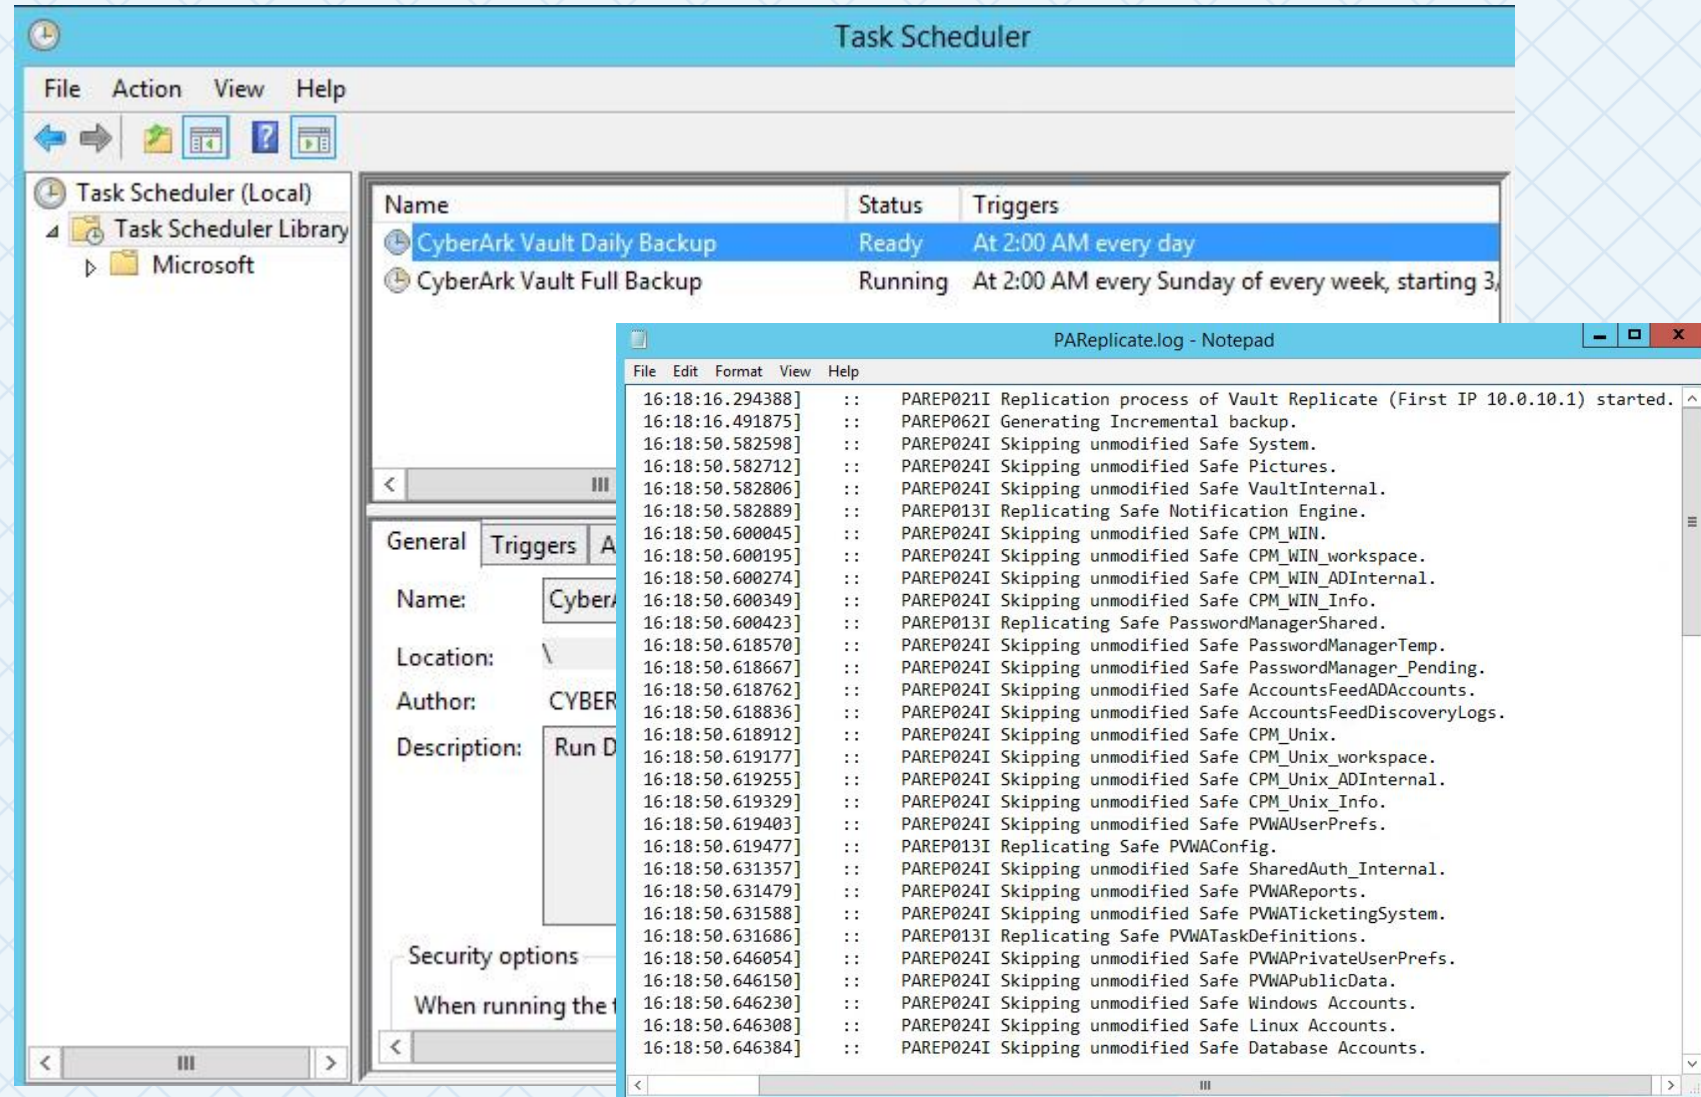 Task Scheduler
File Action View Help
Task Scheduler (Local)
Task Scheduler Library
Microsoft
Name Status Triggers
CyberArk Vault Daily Backup Ready At 2:00 AM every day
CyberArk Vault Full Backup Running At 2:00 AM every Sunday of every week, starting 3/
General Triggers A
Name: CyberA
Location: \
Author: CYBER
Description: Run D
Security options
When running the t
PAReplicate.log - Notepad
File Edit Format View Help
16:18:16.294388] :: PAREP021I Replication process of Vault Replicate (First IP 10.0.10.1) started.
16:18:16.491875] :: PAREP062I Generating Incremental backup.
16:18:50.582598] :: PAREP024I Skipping unmodified Safe System.
16:18:50.582712] :: PAREP024I Skipping unmodified Safe Pictures.
16:18:50.582806] :: PAREP024I Skipping unmodified Safe VaultInternal.
16:18:50.582889] :: PAREP013I Replicating Safe Notification Engine.
16:18:50.600045] :: PAREP024I Skipping unmodified Safe CPM_WIN.
16:18:50.600195] :: PAREP024I Skipping unmodified Safe CPM_WIN_workspace.
16:18:50.600274] :: PAREP024I Skipping unmodified Safe CPM_WIN_ADInternal.
16:18:50.600349] :: PAREP024I Skipping unmodified Safe CPM_WIN_Info.
16:18:50.600423] :: PAREP013I Replicating Safe PasswordManagerShared.
16:18:50.618570] :: PAREP024I Skipping unmodified Safe PasswordManagerTemp.
16:18:50.618667] :: PAREP024I Skipping unmodified Safe PasswordManager_Pending.
16:18:50.618762] :: PAREP024I Skipping unmodified Safe AccountsFeedADAccounts.
16:18:50.618836] :: PAREP024I Skipping unmodified Safe AccountsFeedDiscoveryLogs.
16:18:50.618912] :: PAREP024I Skipping unmodified Safe CPM_Unix.
16:18:50.619177] :: PAREP024I Skipping unmodified Safe CPM_Unix_workspace.
16:18:50.619255] :: PAREP024I Skipping unmodified Safe CPM_Unix_ADInternal.
16:18:50.619329] :: PAREP024I Skipping unmodified Safe CPM_Unix_Info.
16:18:50.619403] :: PAREP024I Skipping unmodified Safe PVWAUserPrefs.
16:18:50.619477] :: PAREP013I Replicating Safe PVWAConfig.
16:18:50.631357] :: PAREP024I Skipping unmodified Safe SharedAuth_Internal.
16:18:50.631479] :: PAREP024I Skipping unmodified Safe PVWAReports.
16:18:50.631588] :: PAREP024I Skipping unmodified Safe PVWATicketingSystem.
16:18:50.631686] :: PAREP013I Replicating Safe PVWATaskDefinitions.
16:18:50.646054] :: PAREP024I Skipping unmodified Safe PVWAPrivateUserPrefs.
16:18:50.646150] :: PAREP024I Skipping unmodified Safe PVWAPublicData.
16:18:50.646230] :: PAREP024I Skipping unmodified Safe Windows Accounts.
16:18:50.646308] :: PAREP024I Skipping unmodified Safe Linux Accounts.
16:18:50.646384] :: PAREP024I Skipping unmodified Safe Database Accounts.